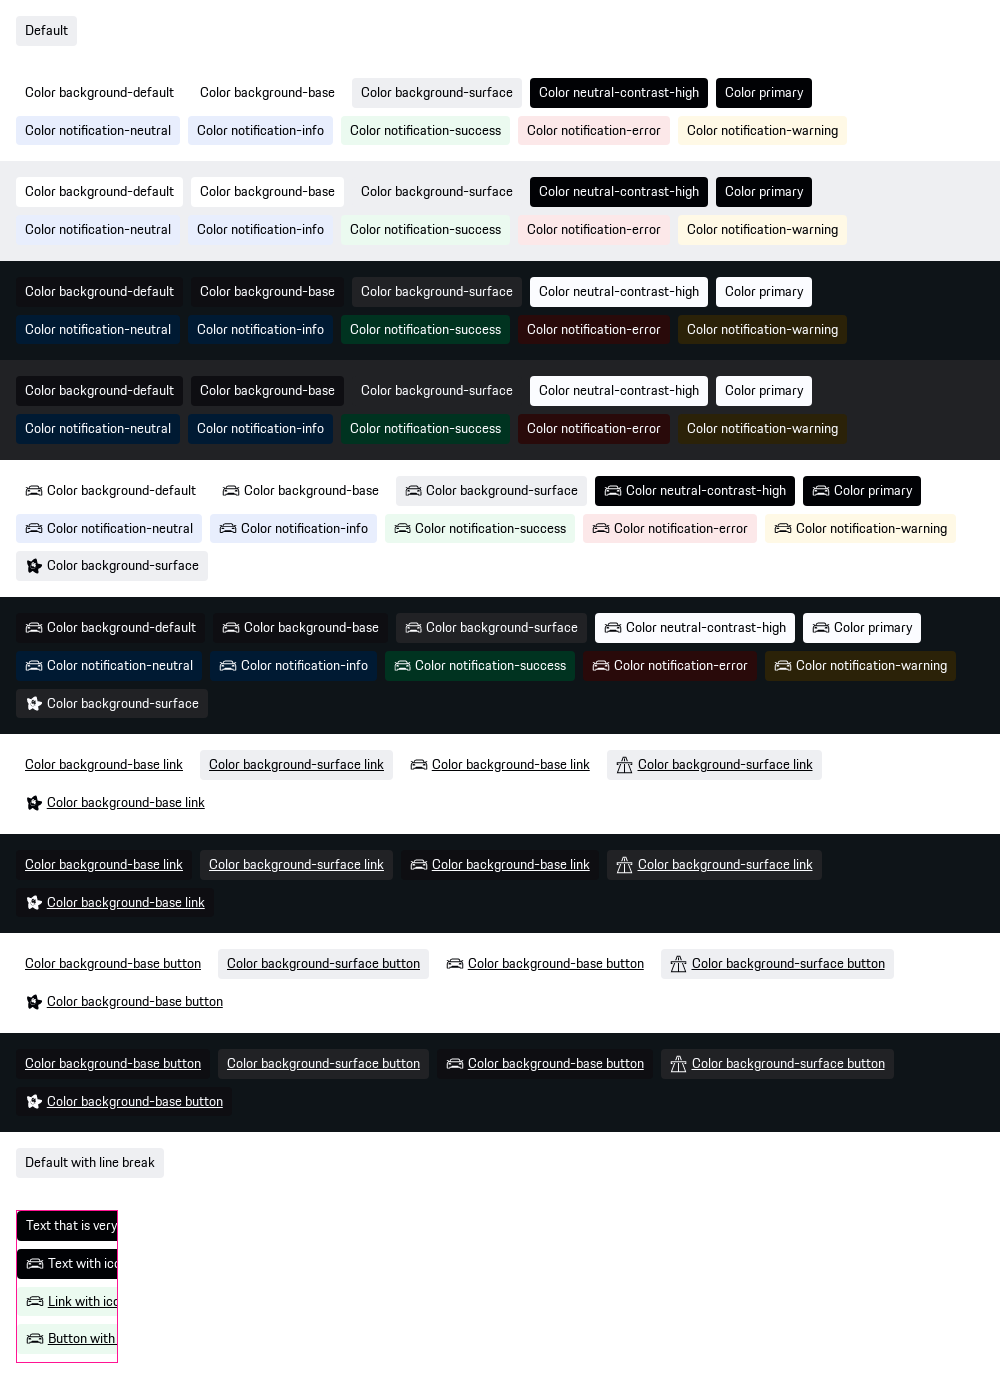 Default
Color background-default Color background-base Color background-surface Color neutral-contrast-high Color primary
Color notification-neutral Color notification-info Color notification-success Color notification-error Color notification-warning
Color background-default Color background-base Color background-surface Color neutral-contrast-high Color primary
Color notification-neutral Color notification-info Color notification-success Color notification-error Color notification-warning
Color background-default Color background-base Color background-surface Color neutral-contrast-high Color primary
Color notification-neutral Color notification-info Color notification-success Color notification-error Color notification-warning
Color background-default Color background-base Color background-surface Color neutral-contrast-high Color primary
Color notification-neutral Color notification-info Color notification-success Color notification-error Color notification-warning
Color background-default Color background-base Color background-surface Color neutral-contrast-high Color primary
Color notification-neutral Color notification-info Color notification-success Color notification-error Color notification-warning
Color background-surface
Color background-default Color background-base Color background-surface Color neutral-contrast-high Color primary
Color notification-neutral Color notification-info Color notification-success Color notification-error Color notification-warning
Color background-surface
Color background-base link Color background-surface link Color background-base link Color background-surface link
Color background-base link
Color background-base link Color background-surface link Color background-base link Color background-surface link
Color background-base link
Color background-base button Color background-surface button Color background-base button Color background-surface button
Color background-base button
Color background-base button Color background-surface button Color background-base button Color background-surface button
Color background-base button
Default with line break
Text that is very
Text with ico
Link with ico
Button with